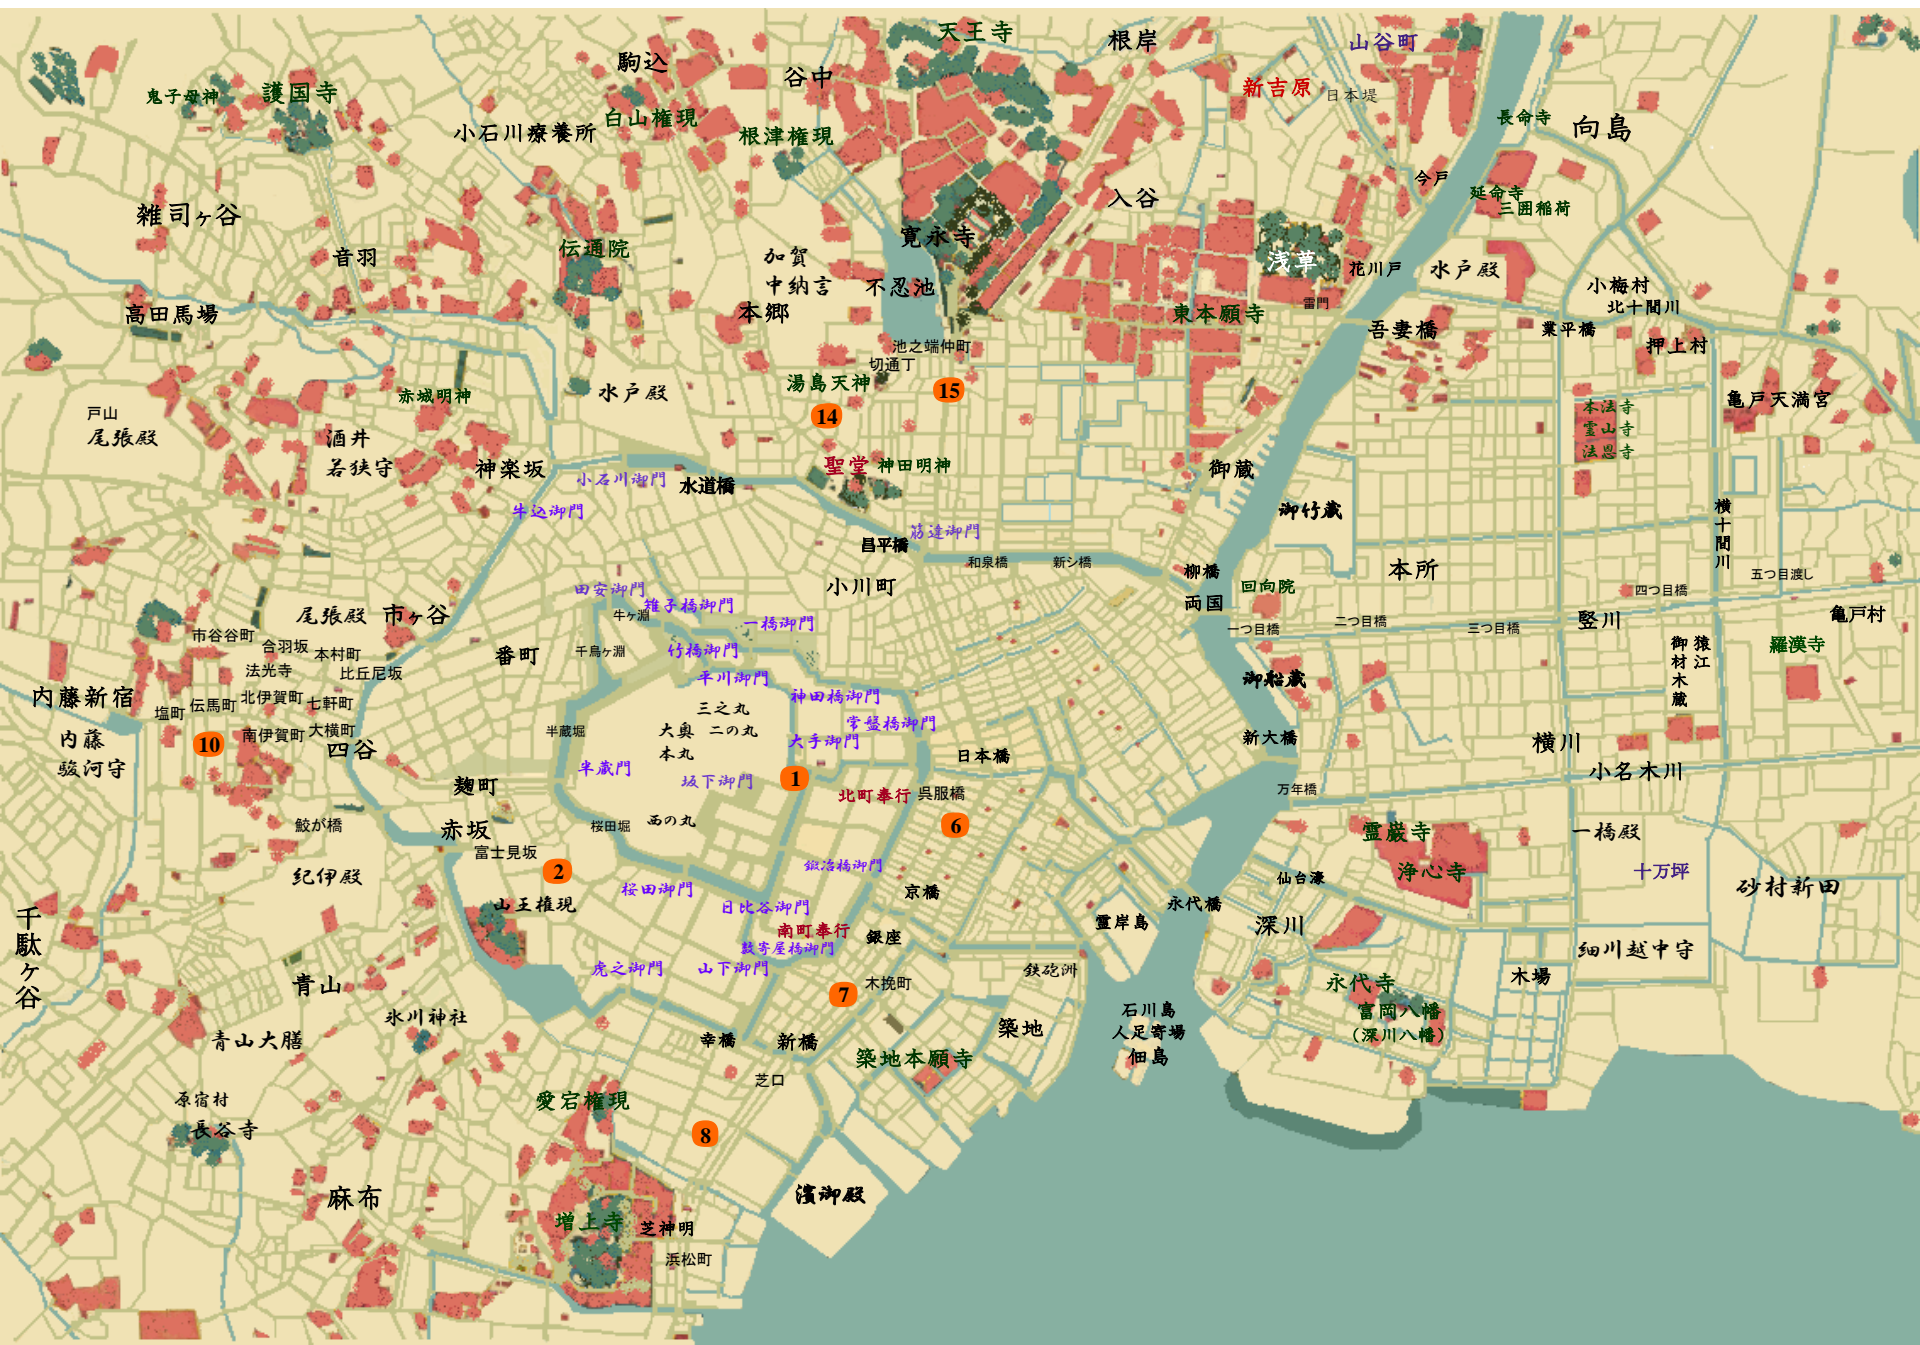 天王寺
根岸
山谷町
駒込
谷中
新吉原
日本堤
鬼子母神
護国寺
白山権現
根津権現
小石川療養所
長命寺
向島
今戸
入谷
延命寺
三囲稲荷
雑司ヶ谷
音羽
伝通院
寛永寺
加賀
中納言
不忍池
浅草
花川戸
水戸殿
小梅村
北十間川
高田馬場
本郷
東本願寺
雷門
吾妻橋
業平橋
押上村
池之端仲町
切通丁
湯島天神
15
14
赤城明神
水戸殿
戸山
尾張殿
酒井
若狭守
本法寺
霊山寺
法恩寺
亀戸天満宮
神楽坂
小石川御門
水道橋
聖堂
神田明神
御蔵
牛込御門
御竹蔵
横十間川
筋違御門
昌平橋
和泉橋
新シ橋
柳橋
両国
回向院
本所
五つ目渡し
四つ目橋
小川町
田安御門
雉子橋御門
牛ヶ淵
一橋御門
尾張殿
市ヶ谷
市谷谷町
合羽坂
本村町
法光寺
比丘尼坂
番町
千鳥ヶ淵
竹橋御門
平川御門
一つ目橋
二つ目橋
三つ目橋
竪川
亀戸村
猿江
御材木蔵
羅漢寺
御船蔵
内藤新宿
塩町
伝馬町
北伊賀町
七軒町
南伊賀町
大横町
10
四谷
内藤
駿河守
神田橋御門
三之丸
大奥
二の丸
本丸
常盤橋御門
大手御門
半蔵堀
半蔵門
坂下御門
1
日本橋
新大橋
横川
小名木川
麹町
北町奉行
呉服橋
6
万年橋
鮫が橋
赤坂
富士見坂
桜田堀
西の丸
2
鍛冶橋御門
霊巌寺
浄心寺
一橋殿
十万坪
砂村新田
紀伊殿
山王権現
桜田御門
日比谷御門
京橋
仙台濠
永代橋
霊岸島
深川
南町奉行
数寄屋橋御門
銀座
細川越中守
千駄ヶ谷
虎之御門
山下御門
鉄砲洲
木場
青山
7
木挽町
永代寺
富岡八幡
(深川八幡)
石川島
人足寄場
佃島
氷川神社
青山大膳
幸橋
新橋
築地
築地本願寺
芝口
原宿村
長谷寺
愛宕権現
8
麻布
濱御殿
増上寺
芝神明
浜松町